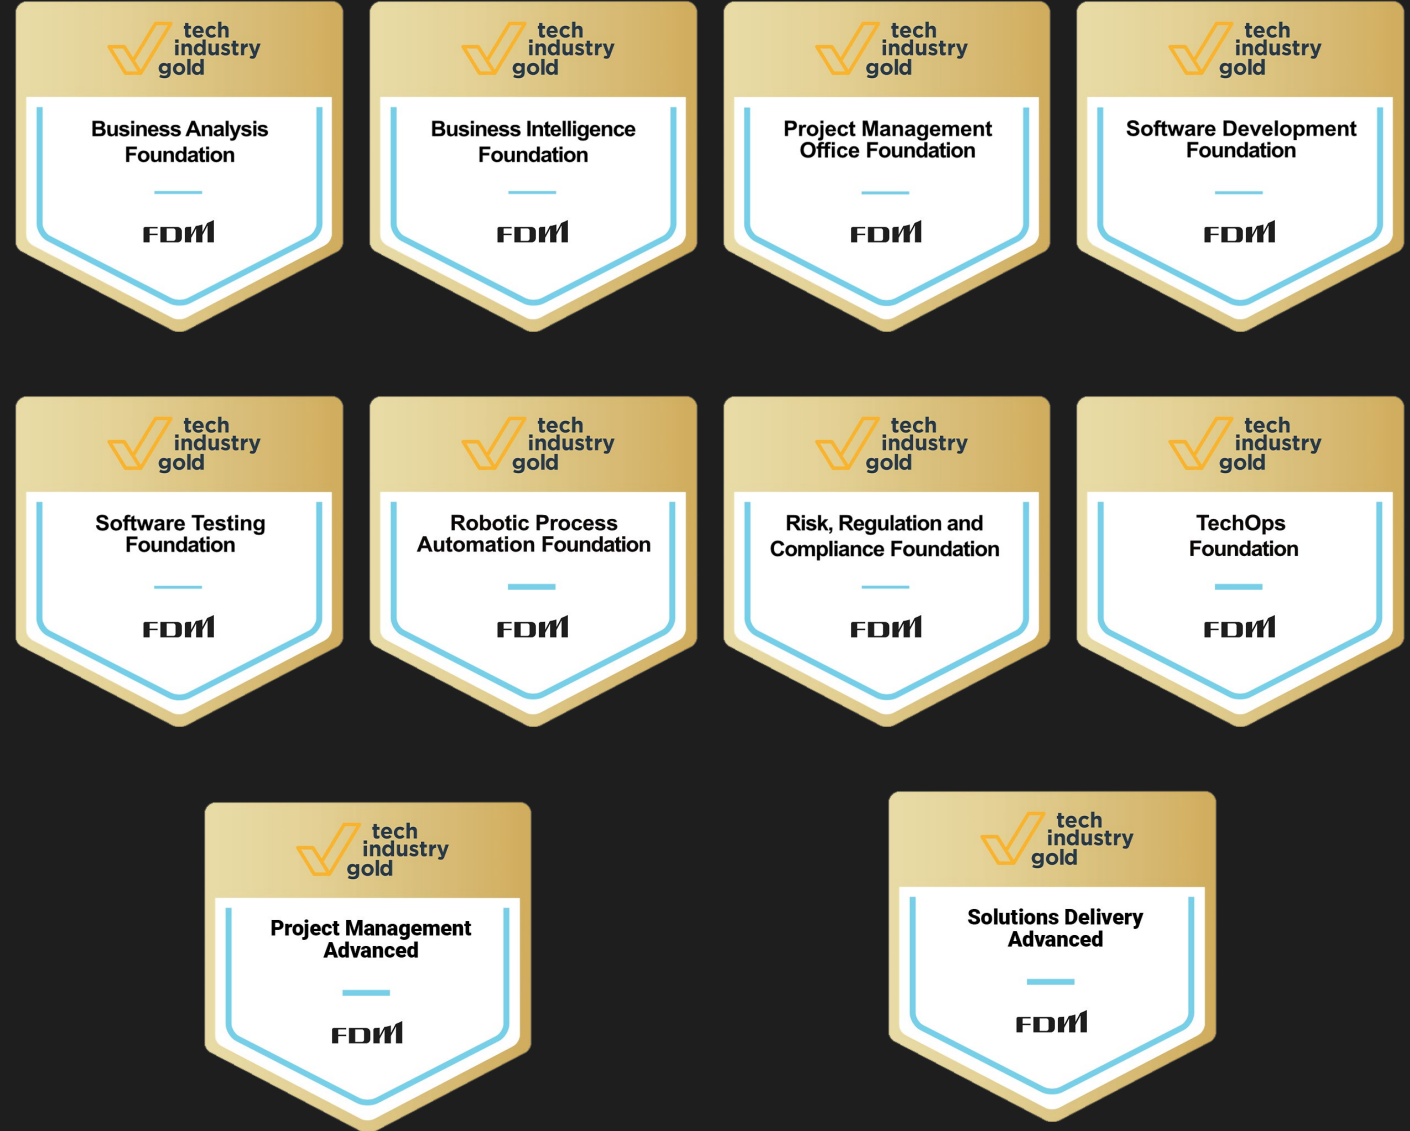 tech
industry
gold
Business Analysis
Foundation
FDM
tech
industry
gold
Business Intelligence
Foundation
FDM
tech
industry
gold
Project Management
Office Foundation
FDM
tech
industry
gold
Software Development
Foundation
FDM
tech
industry
gold
Software Testing
Foundation
FDM
tech
industry
gold
Robotic Process
Automation Foundation
FDM
tech
industry
gold
Risk, Regulation and
Compliance Foundation
FDM
tech
industry
gold
TechOps
Foundation
FDM
tech
industry
gold
Project Management
Advanced
FDM
tech
industry
gold
Solutions Delivery
Advanced
FDM